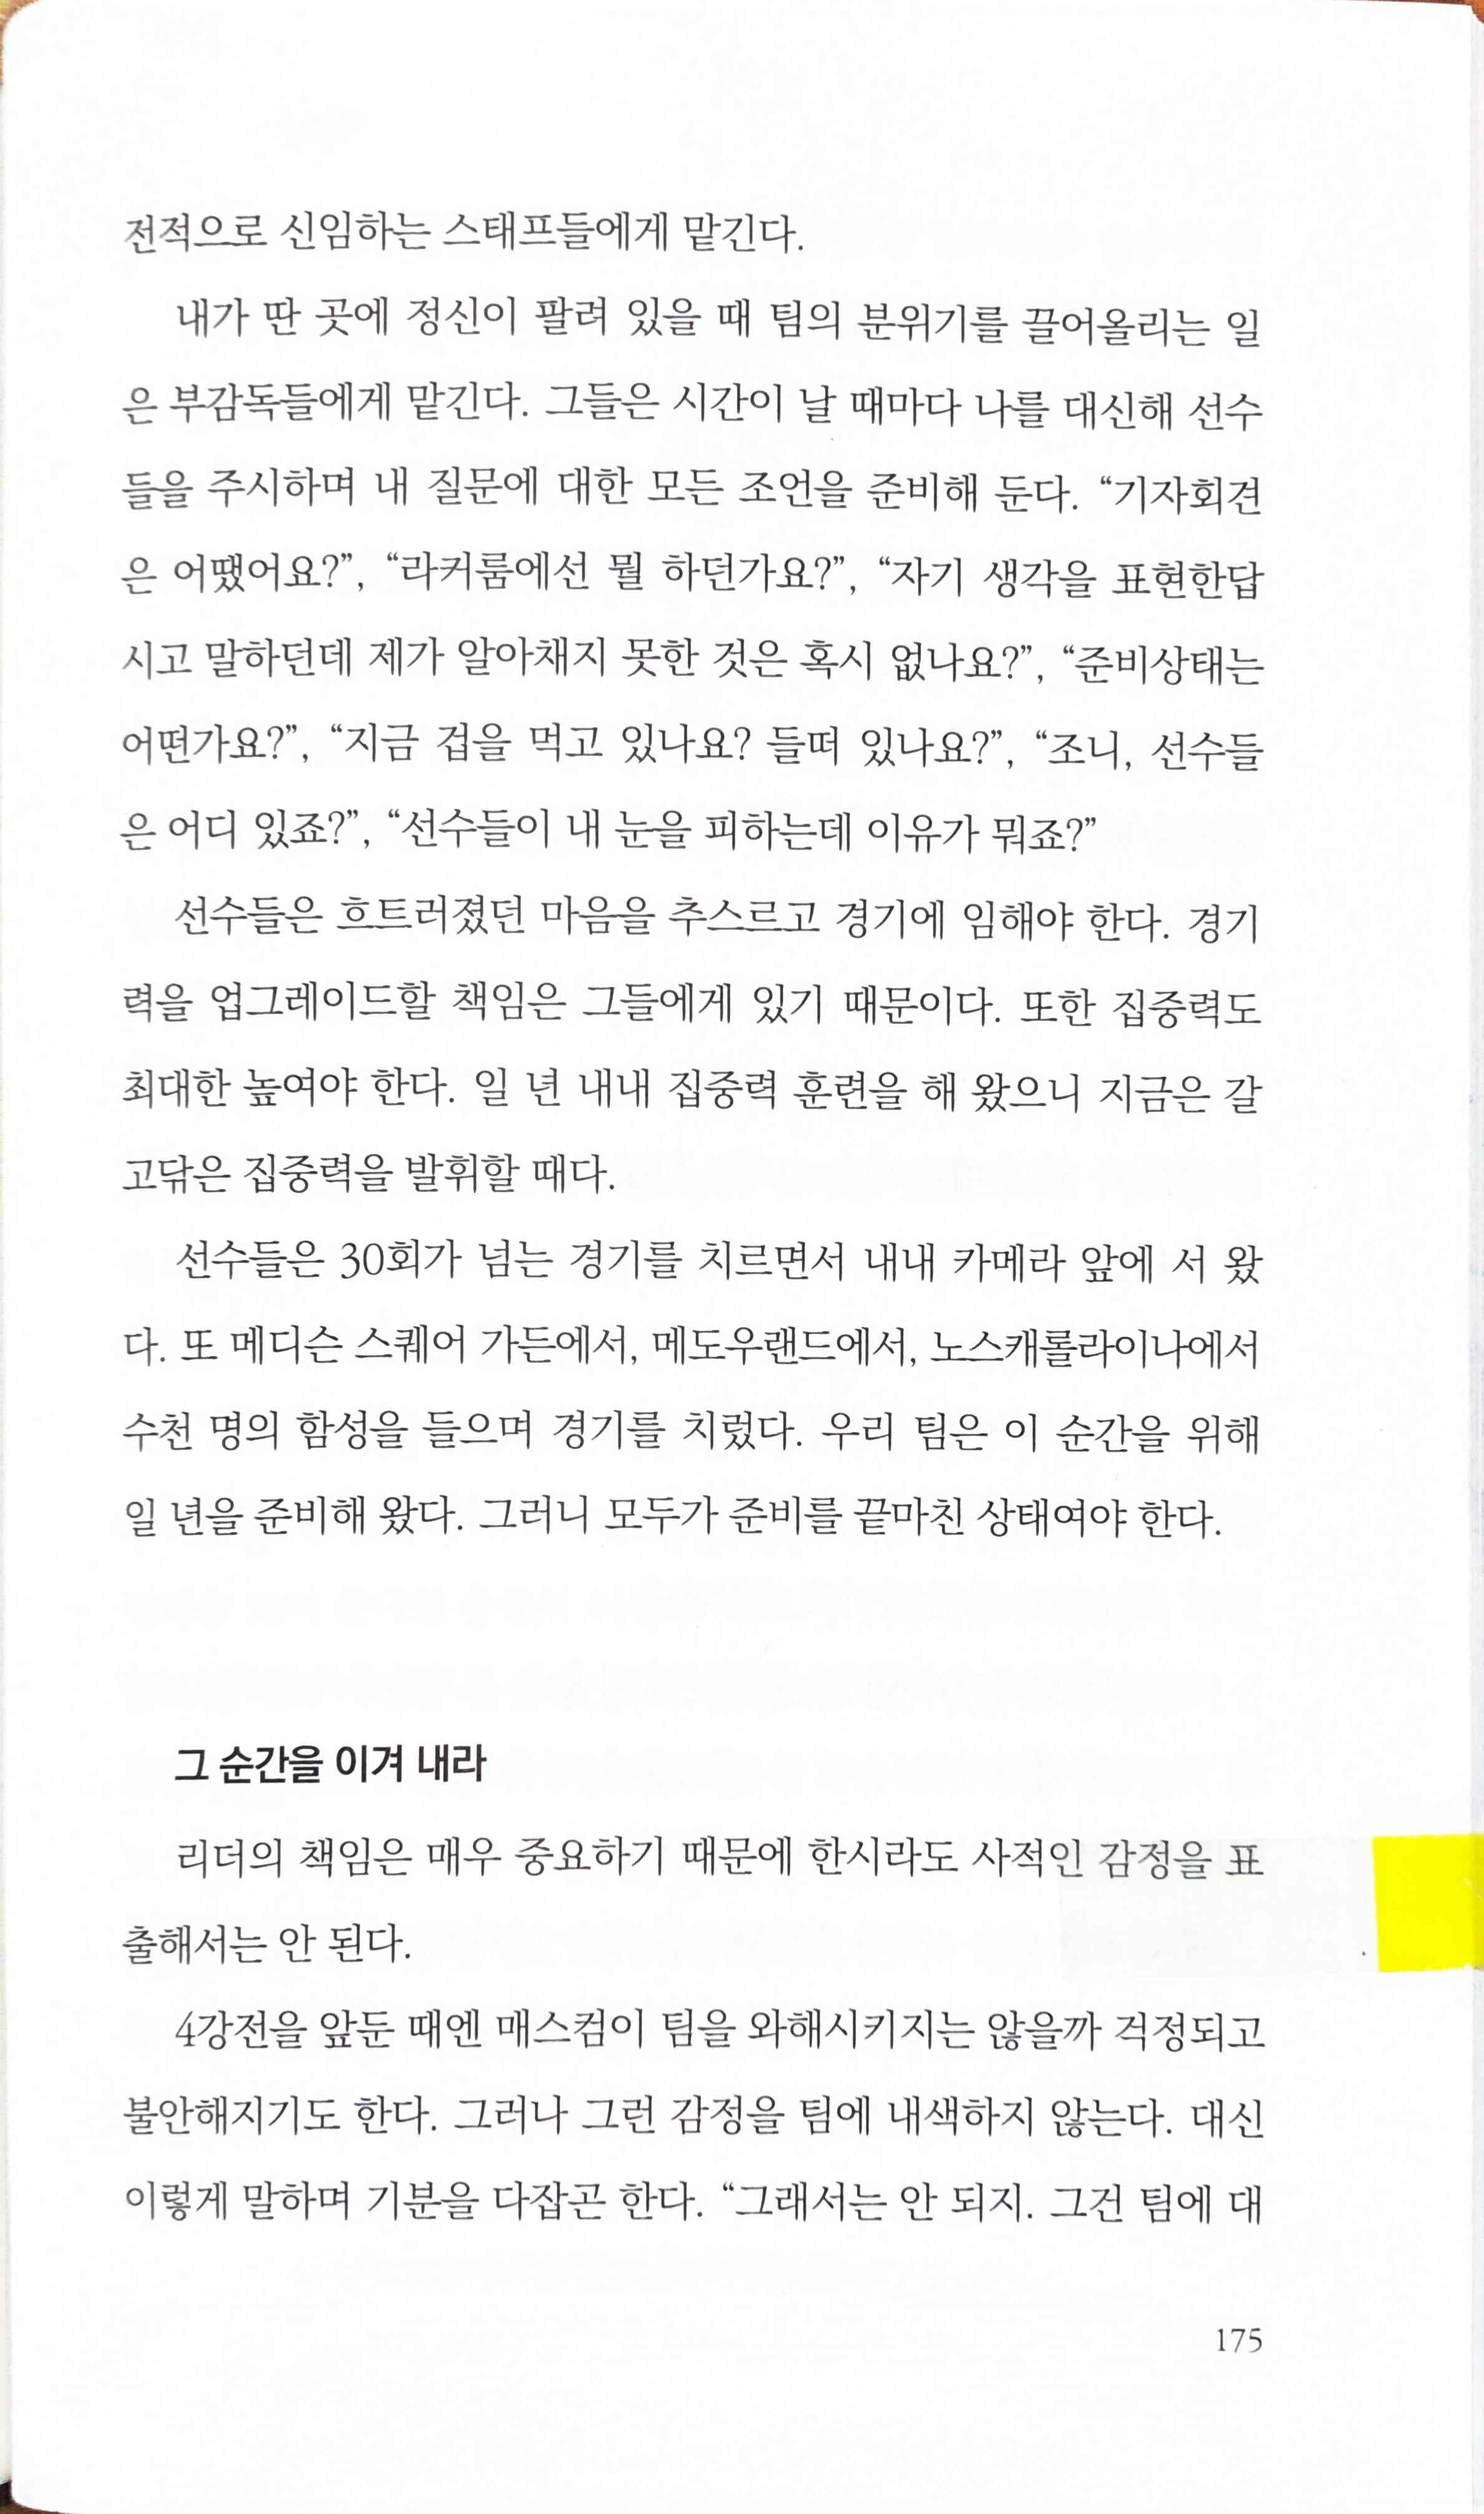 전적으로 신임하는 스태프들에게 맡긴다.
내가 딴 곳에 정신이 팔려 있을 때 팀의 분위기를 끌어올리는 일
은 부감독들에게 맡긴다. 그들은 시간이 날 때마다 나를 대신해 선수
들을 주시하며 내 질문에 대한 모든 조언을 준비해 둔다. “기자회견
은 어땠어요?”, “라커룸에선 뭘 하던가요?”, “자기 생각을 표현한답
시고 말하던데 제가 알아채지 못한 것은 혹시 없나요?”, “준비상태는
어떤가요?”, “지금 겁을 먹고 있나요? 들떠 있나요?”, “조니, 선수들
은 어디 있죠?”, “선수들이 내 눈을 피하는데 이유가 뭐죠?”
선수들은 흐트러졌던 마음을 추스르고 경기에 임해야 한다. 경기
력을 업그레이드할 책임은 그들에게 있기 때문이다. 또한 집중력도
최대한 높여야 한다. 일 년 내내 집중력 훈련을 해 왔으니 지금은 갈
고닦은 집중력을 발휘할 때다.
선수들은 30회가 넘는 경기를 치르면서 내내 카메라 앞에 서 왔
다. 또 메디슨 스퀘어 가든에서, 메도우랜드에서, 노스캐롤라이나에서
수천 명의 함성을 들으며 경기를 치렀다. 우리 팀은 이 순간을 위해
일 년을 준비해 왔다. 그러니 모두가 준비를 끝마친 상태여야 한다.
그 순간을 이겨 내라
리더의 책임은 매우 중요하기 때문에 한시라도 사적인 감정을 표
출해서는 안 된다.
4강전을 앞둔 때엔 매스컴이 팀을 와해시키지는 않을까 걱정되고
불안해지기도 한다. 그러나 그런 감정을 팀에 내색하지 않는다. 대신
이렇게 말하며 기분을 다잡곤 한다. “그래서는 안 되지. 그건 팀에 대
175